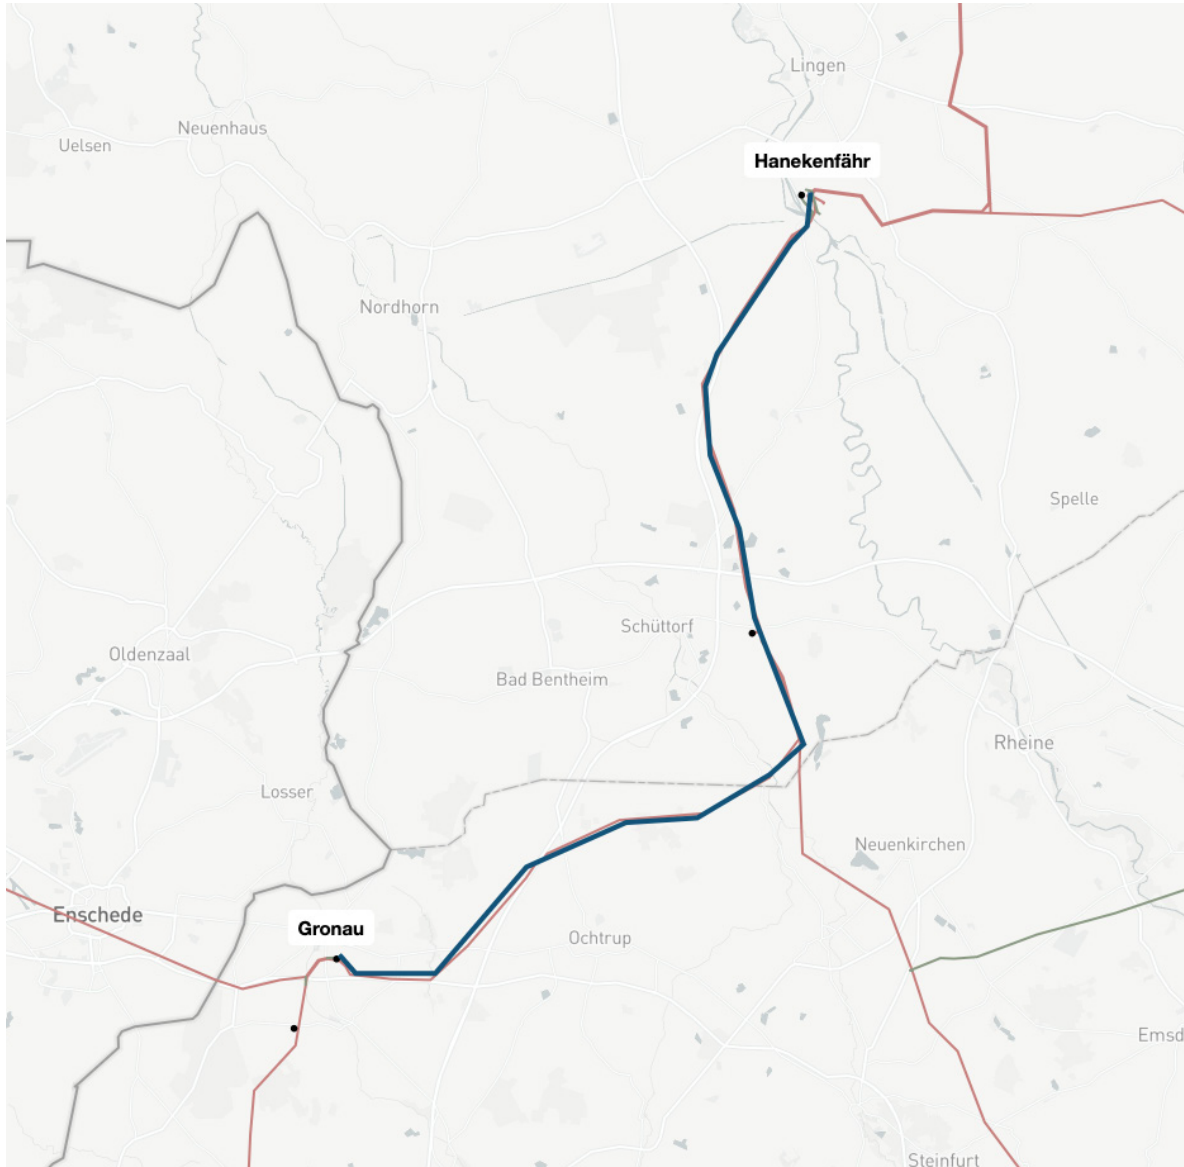 Lingen
Neuenhaus
Uelsen
Hanekenfähr
Nordhorn
Spelle
Schüttorf
Oldenzaal
Bad Bentheim
Rheine
Losser
Neuenkirchen
Enschede
Gronau
Ochtrup
Emsd
Steinfurt